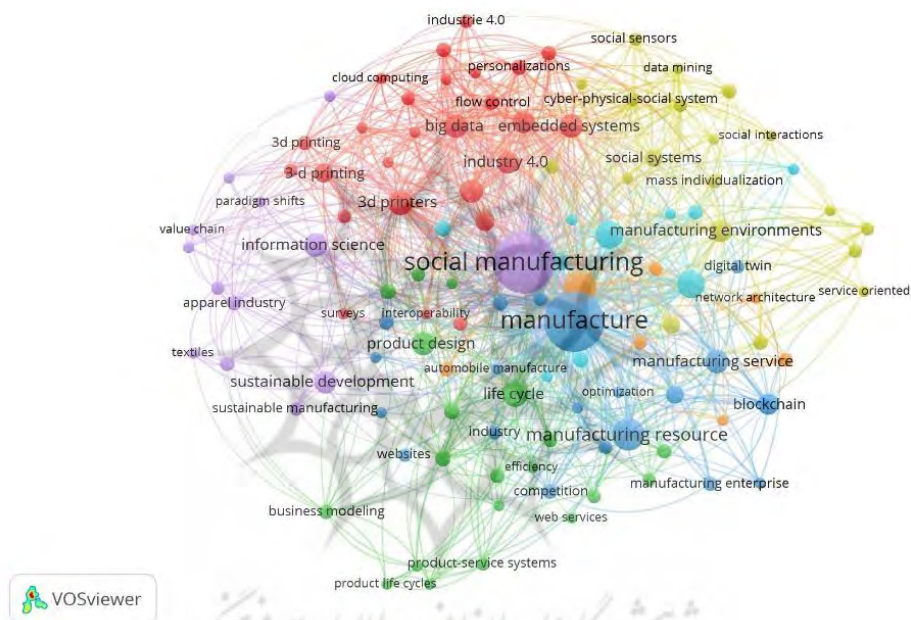 industrie 4.0
social sensors
personalizations
data mining
cloud computing
flow control
cyber-physical-social system
big data
embedded systems
social interactions
3d printing
industry 4.0
social systems
3-d printing
mass individualization
paradigm shifts
3d printers
value chain
information science
manufacturing environments
social manufacturing
digital twin
service oriented
apparel industry
network architecture
surveys
interoperability
manufacture
product design
textiles
automobile manufacture
manufacturing service
sustainable development
life cycle
optimization
sustainable manufacturing
blockchain
industry
manufacturing resource
websites
efficiency
competition
manufacturing enterprise
business modeling
web services
product-service systems
product life cycles
VOSviewer